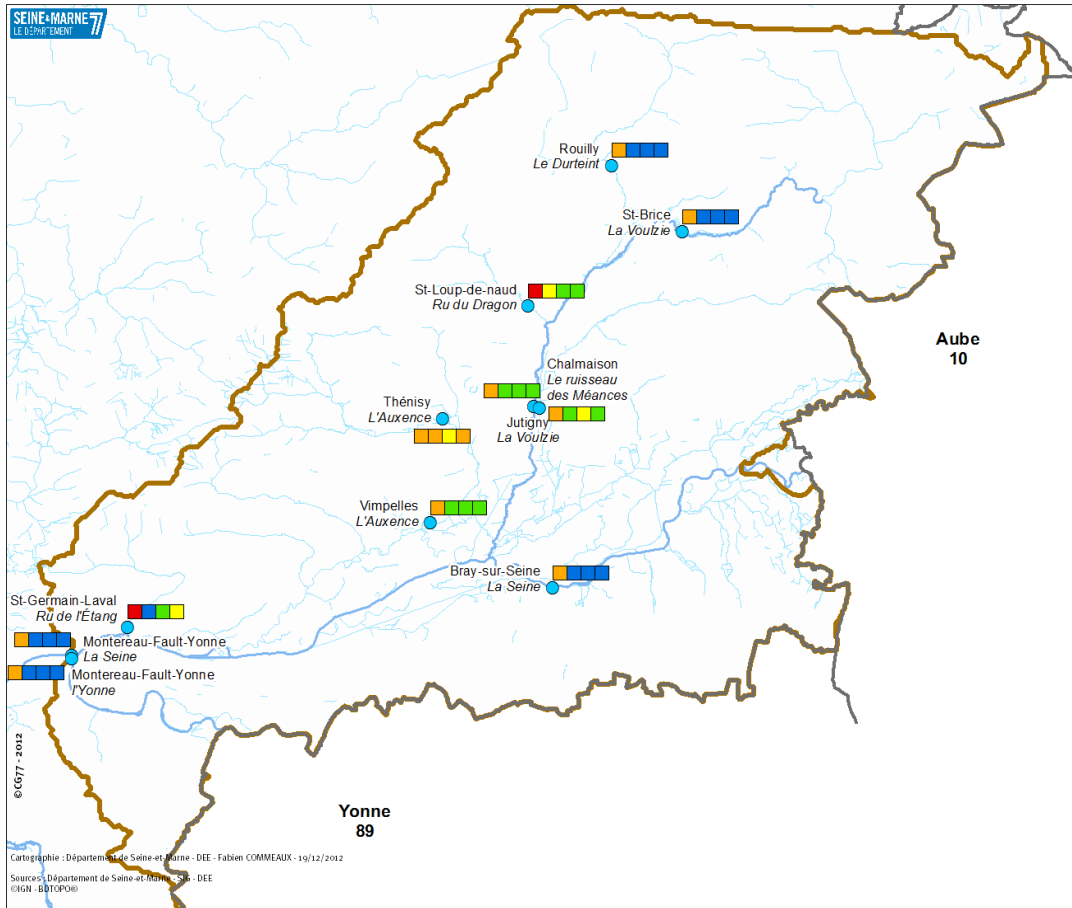 SEINE&MARNE 77
LE DÉPARTEMENT
Rouilly
Le Durteint
St-Brice
La Voulzie
St-Loup-de-naud
Ru du Dragon
Aube
10
Chalmaison
Le ruisseau
des Méances
Thénisy
L'Auxence
Jutigny
La Voulzie
Vimpelles
L'Auxence
Bray-sur-Seine
La Seine
St-Germain-Laval
Ru de l'Étang
Montereau-Fault-Yonne
La Seine
Montereau-Fault-Yonne
l'Yonne
©CG77 - 2012
Yonne
89
Cartographie : Département de Seine-et-Marne - DEE - Fabien COMMEAUX - 19/12/2012
Sources : Département de Seine-et-Marne - SIG - DEE
©IGN - BDTOPO®